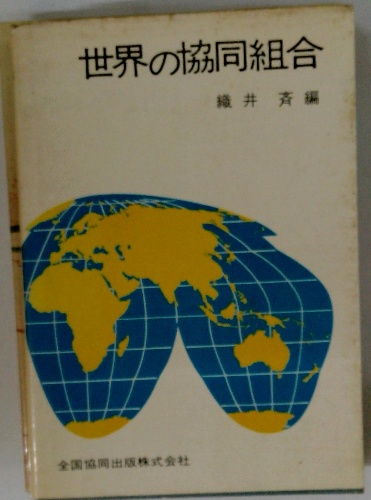 世界の協同組合
織井 斉 編
全国協同出版株式会社